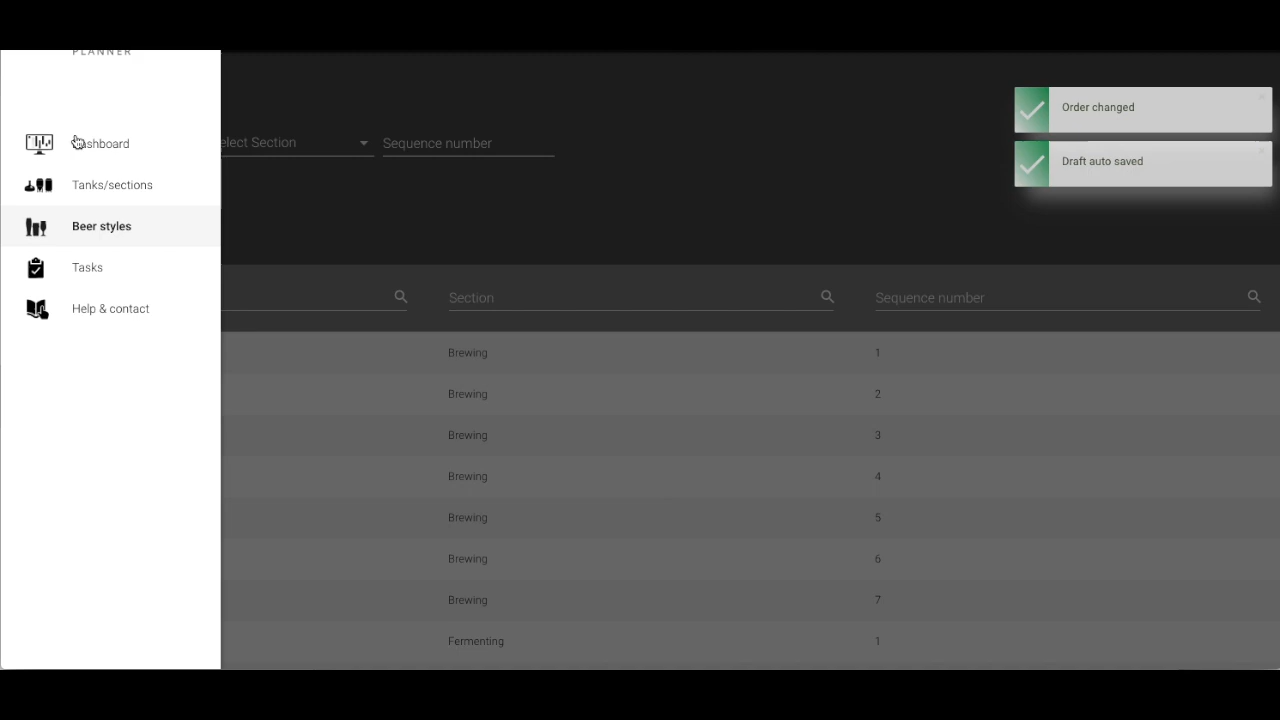 PLANNER
Dashboard
Tanks/sections
Beer styles
Tasks
Help & contact
elect Section
Sequence number
Order changed
Draft auto saved
Section
Sequence number
Brewing 1
Brewing 2
Brewing 3
Brewing 4
Brewing 5
Brewing 6
Brewing 7
Fermenting 1